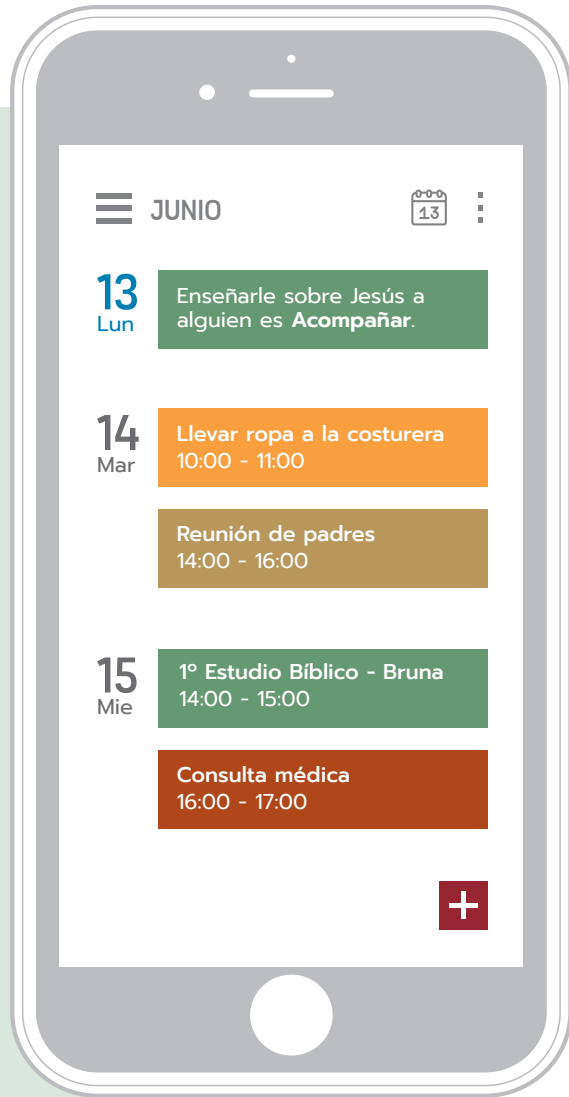 JUNIO
13
13
Lun
Enseñarle sobre Jesús a
alguien es Acompañar.
14
Mar
Llevar ropa a la costurera
10:00 - 11:00
Reunión de padres
14:00 - 16:00
15
Mie
1º Estudio Bíblico - Bruna
14:00 - 15:00
Consulta médica
16:00 - 17:00